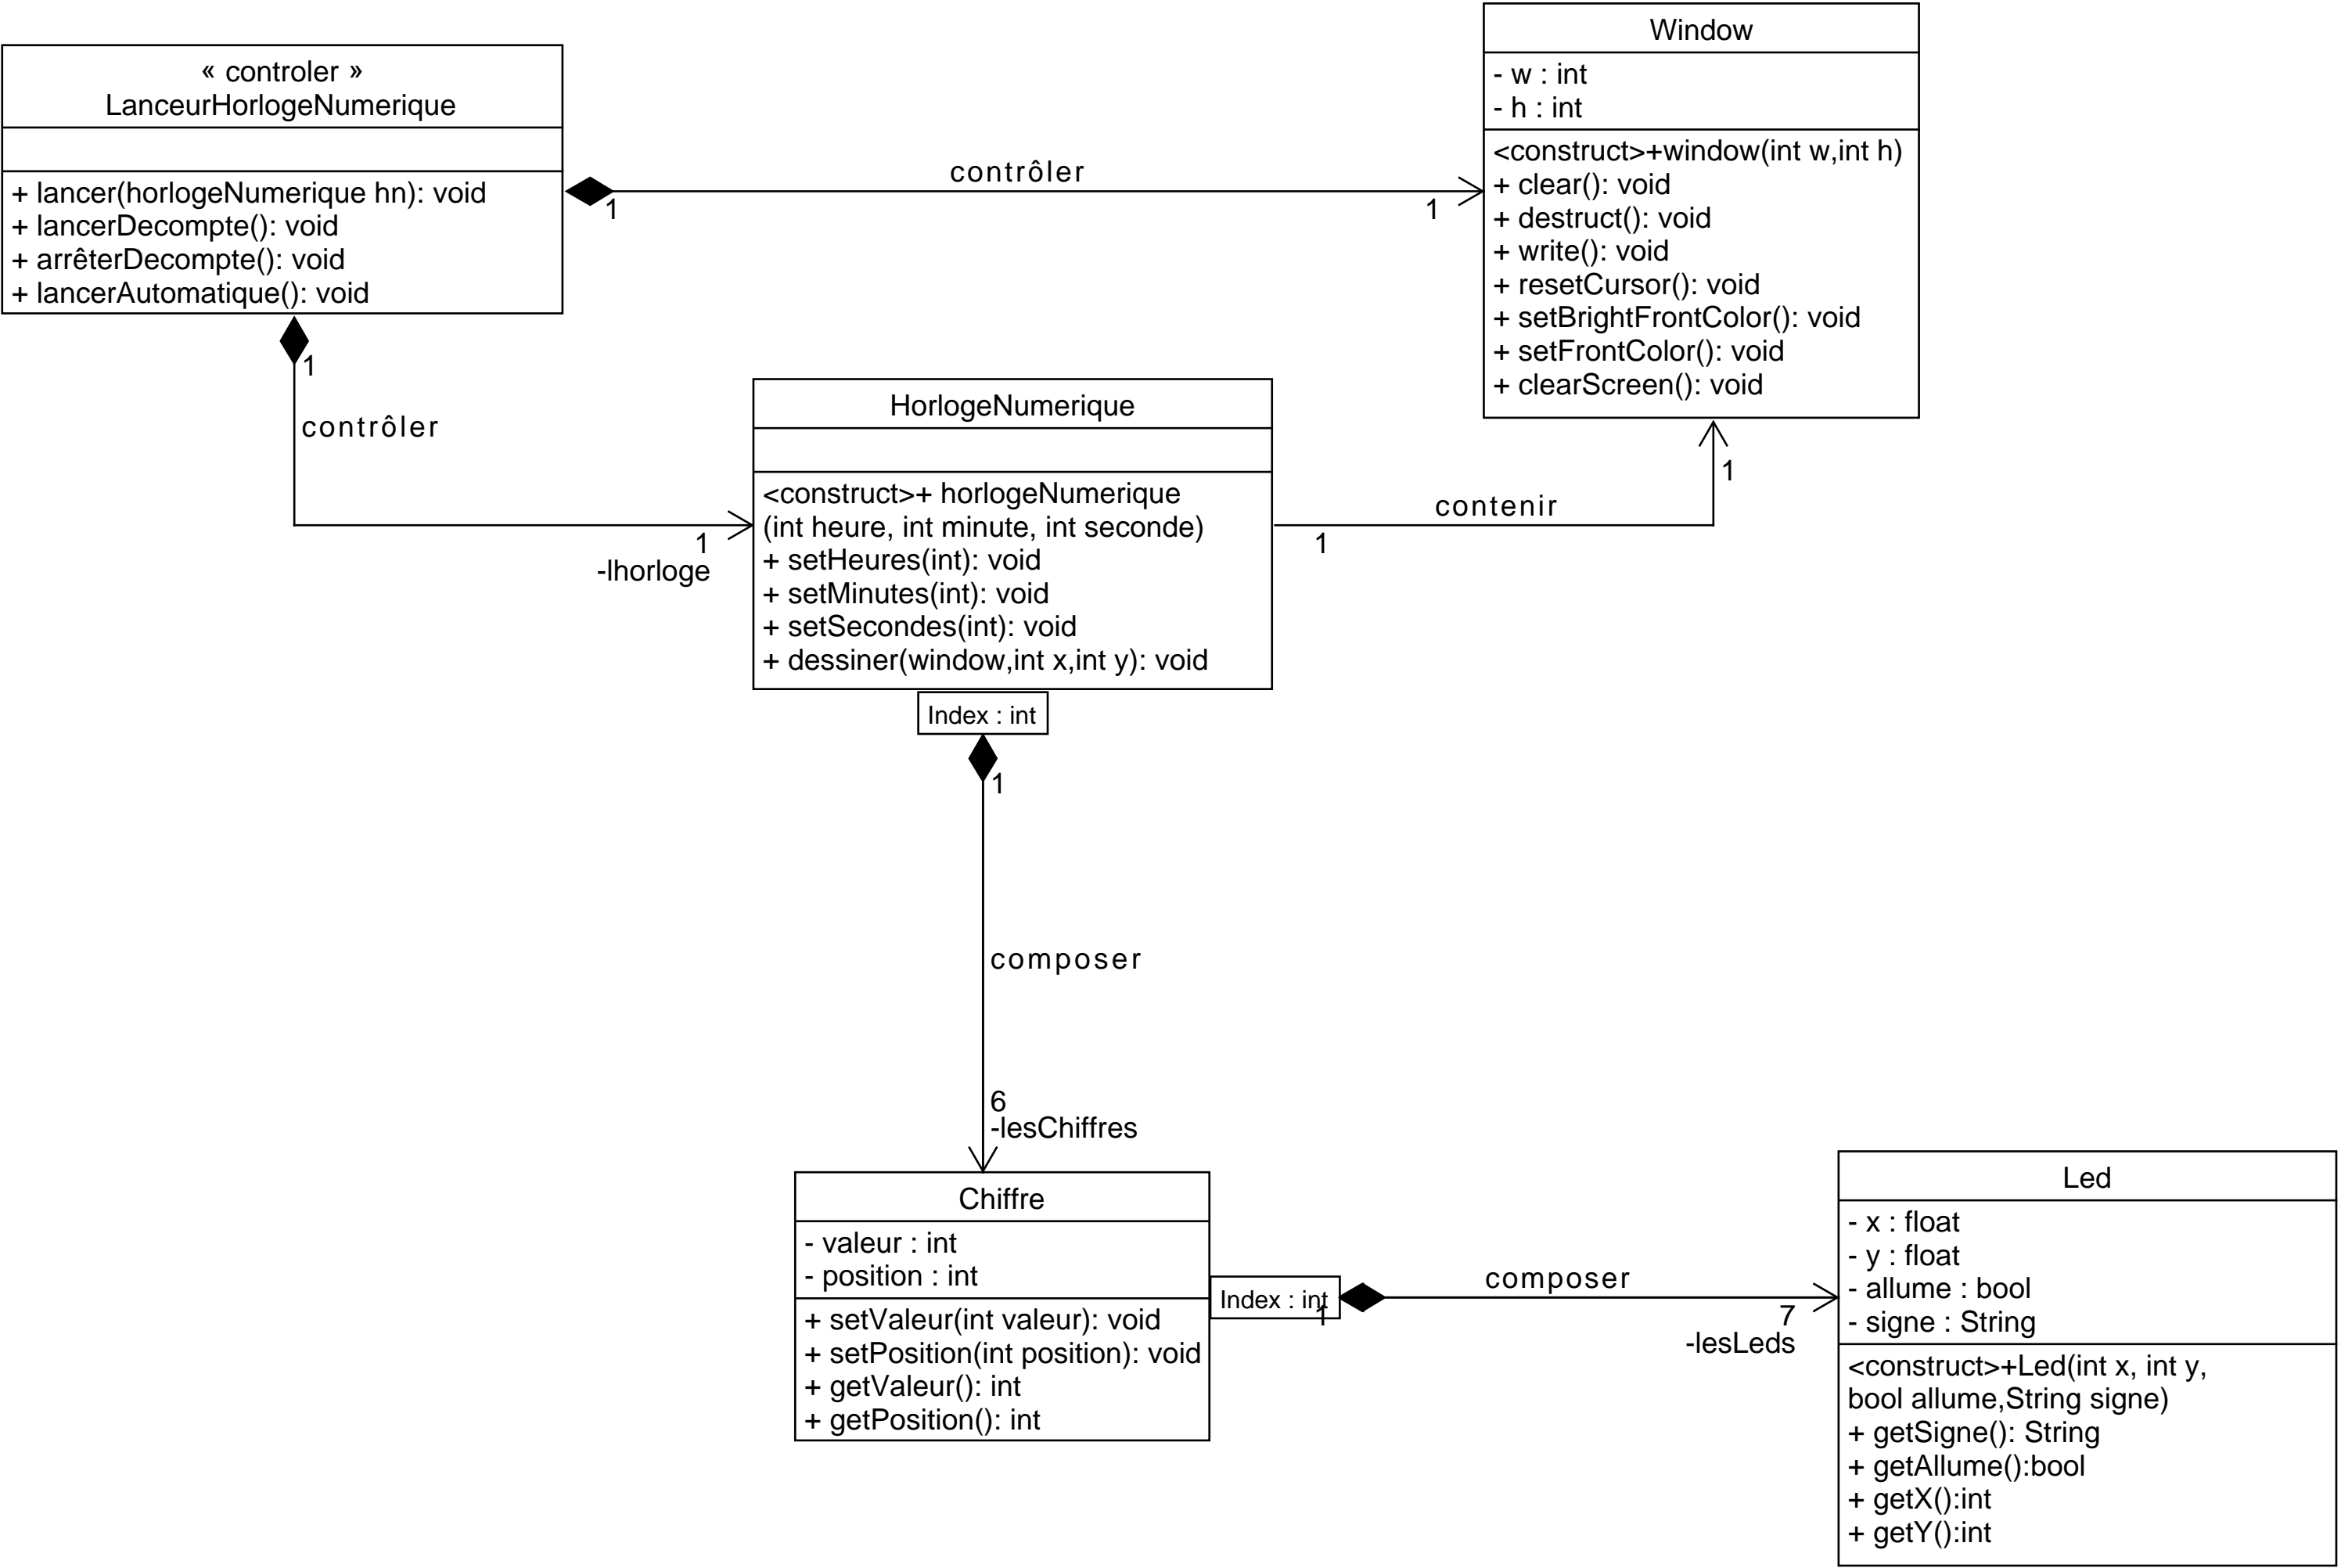 « controler »
LanceurHorlogeNumerique
+ lancer(horlogeNumerique hn): void
+ lancerDecompte(): void
+ arrêterDecompte(): void
+ lancerAutomatique(): void
contrôler
1
1
Window
- w : int
- h : int
<construct>+window(int w,int h)
+ clear(): void
+ destruct(): void
+ write(): void
+ resetCursor(): void
+ setBrightFrontColor(): void
+ setFrontColor(): void
+ clearScreen(): void
1
contrôler
1
-lhorloge
HorlogeNumerique
<construct>+ horlogeNumerique
(int heure, int minute, int seconde)
+ setHeures(int): void
+ setMinutes(int): void
+ setSecondes(int): void
+ dessiner(window,int x,int y): void
contenir
1
1
Index : int
1
composer
6
-lesChiffres
Chiffre
- valeur : int
- position : int
+ setValeur(int valeur): void
+ setPosition(int position): void
+ getValeur(): int
+ getPosition(): int
Index : int
1
composer
7
-lesLeds
Led
- x : float
- y : float
- allume : bool
- signe : String
<construct>+Led(int x, int y,
bool allume,String signe)
+ getSigne(): String
+ getAllume():bool
+ getX():int
+ getY():int